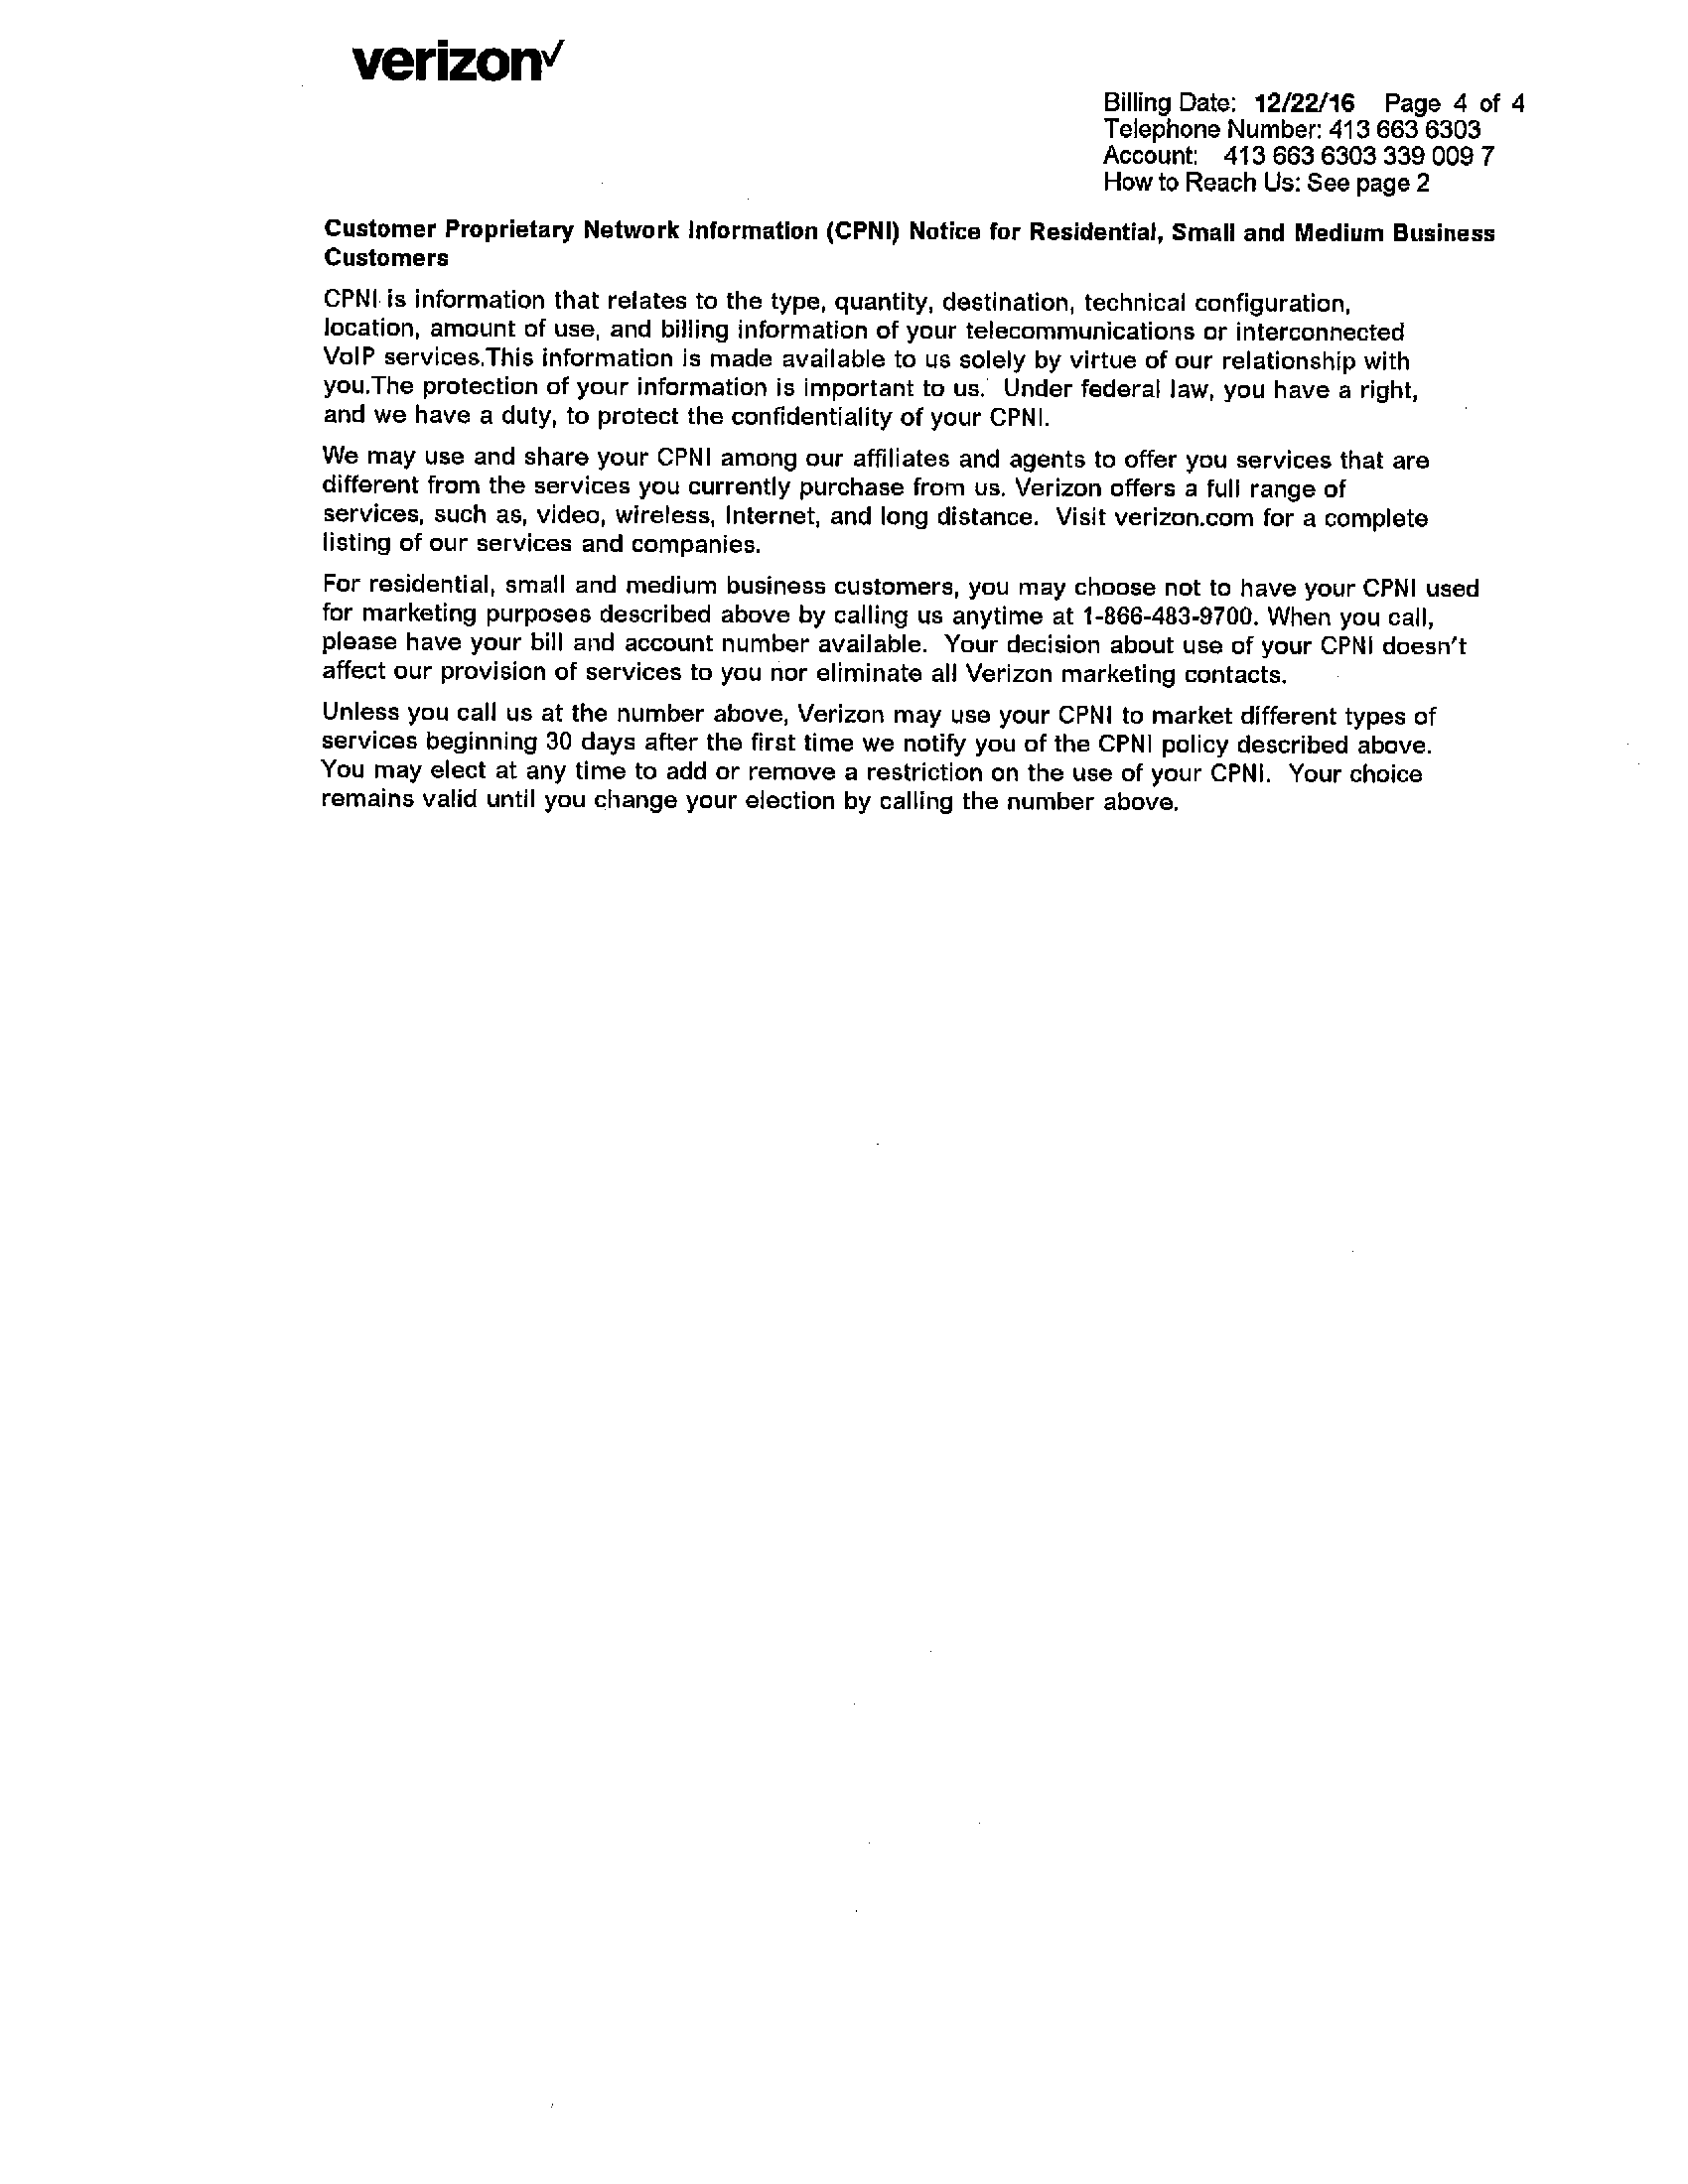 verizon✓
Billing Date: 12/22/16 Page 4 of 4
Telephone Number: 413 663 6303
Account: 413 663 6303 339 009 7
How to Reach Us: See page 2
Customer Proprietary Network Information (CPNI) Notice for Residential, Small and Medium Business
Customers
CPNI is information that relates to the type, quantity, destination, technical configuration,
location, amount of use, and billing information of your telecommunications or interconnected
VoIP services.This information is made available to us solely by virtue of our relationship with
you.The protection of your information is important to us. Under federal law, you have a right,
and we have a duty, to protect the confidentiality of your CPNI.
We may use and share your CPNI among our affiliates and agents to offer you services that are
different from the services you currently purchase from us. Verizon offers a full range of
services, such as, video, wireless, Internet, and long distance. Visit verizon.com for a complete
listing of our services and companies.
For residential, small and medium business customers, you may choose not to have your CPNI used
for marketing purposes described above by calling us anytime at 1-866-483-9700. When you call,
please have your bill and account number available. Your decision about use of your CPNI doesn't
affect our provision of services to you nor eliminate all Verizon marketing contacts.
Unless you call us at the number above, Verizon may use your CPNI to market different types of
services beginning 30 days after the first time we notify you of the CPNI policy described above.
You may elect at any time to add or remove a restriction on the use of your CPNI. Your choice
remains valid until you change your election by calling the number above.